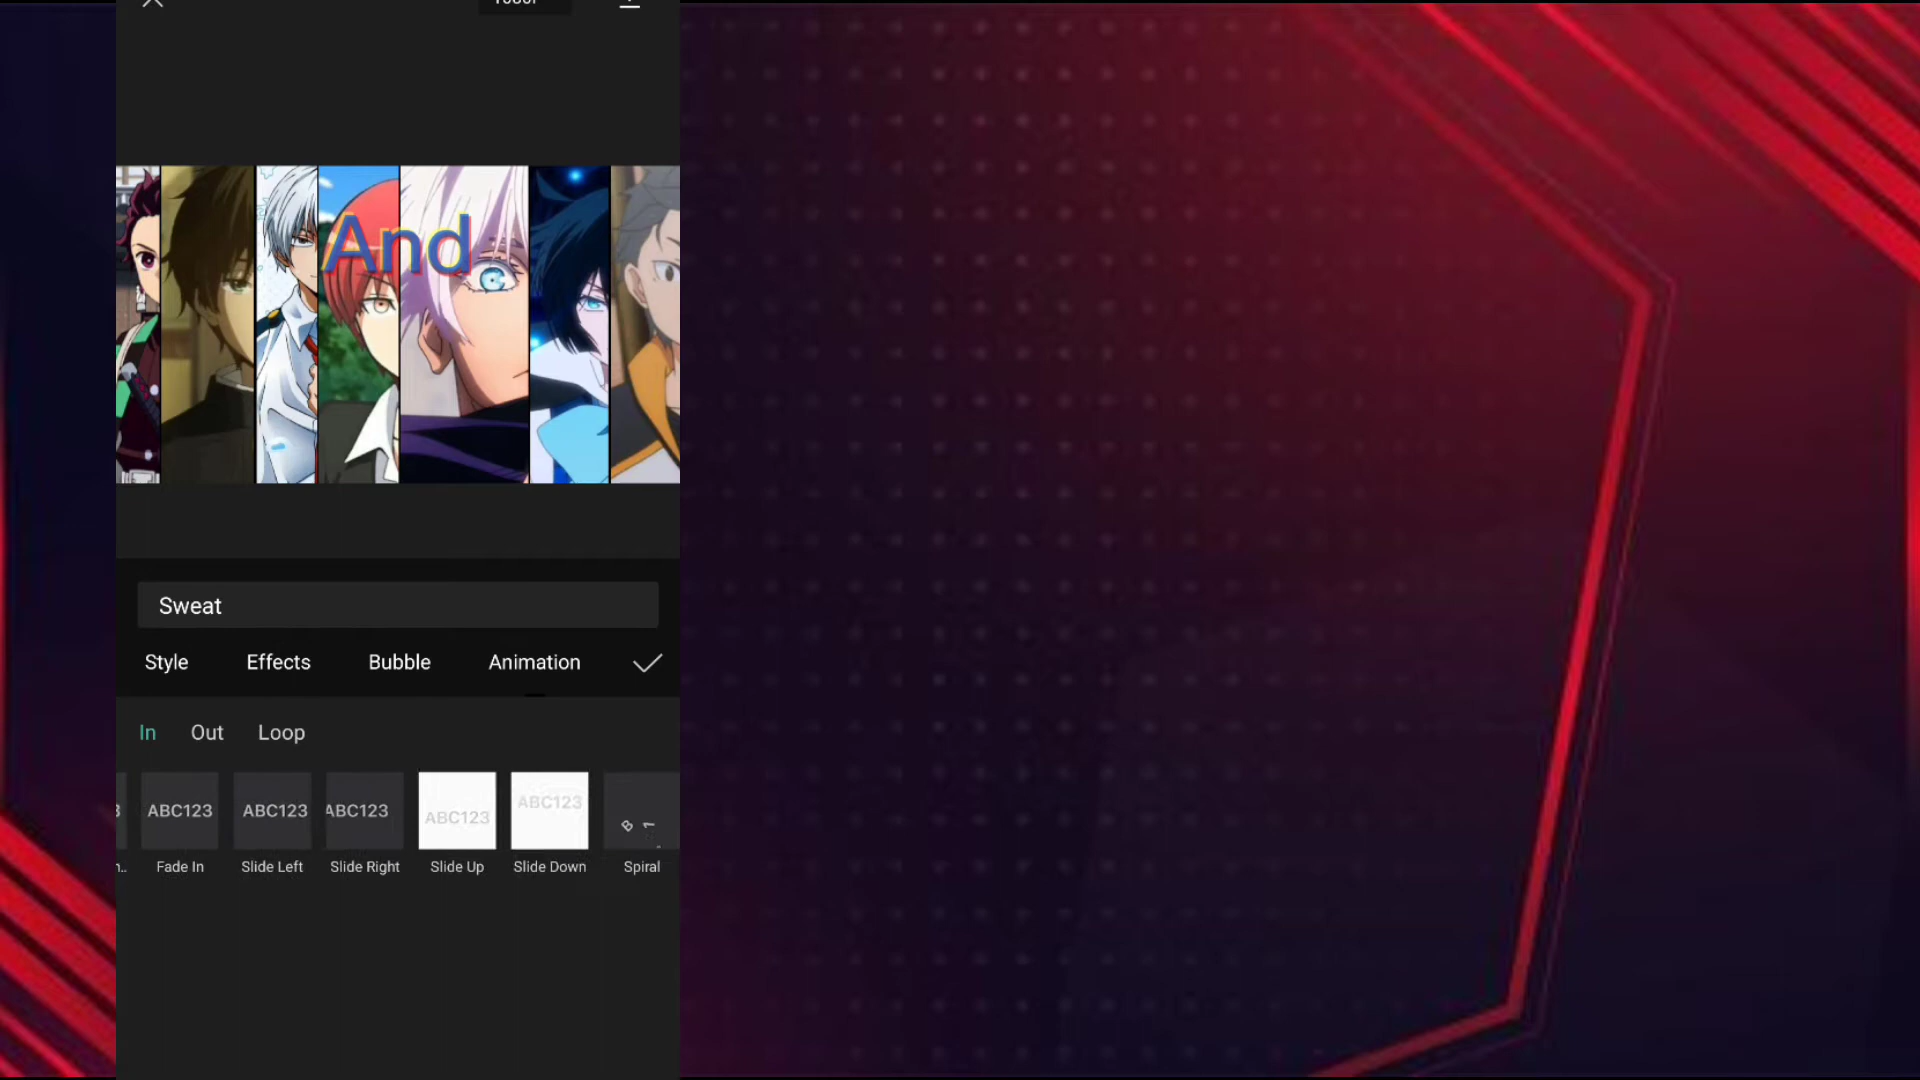 And
Sweat
Style Effects Bubble Animation
In Out Loop
ABC123 ABC123 ABC123 ABC123 ABC123
Fade In Slide Left Slide Right Slide Up Slide Down Spiral